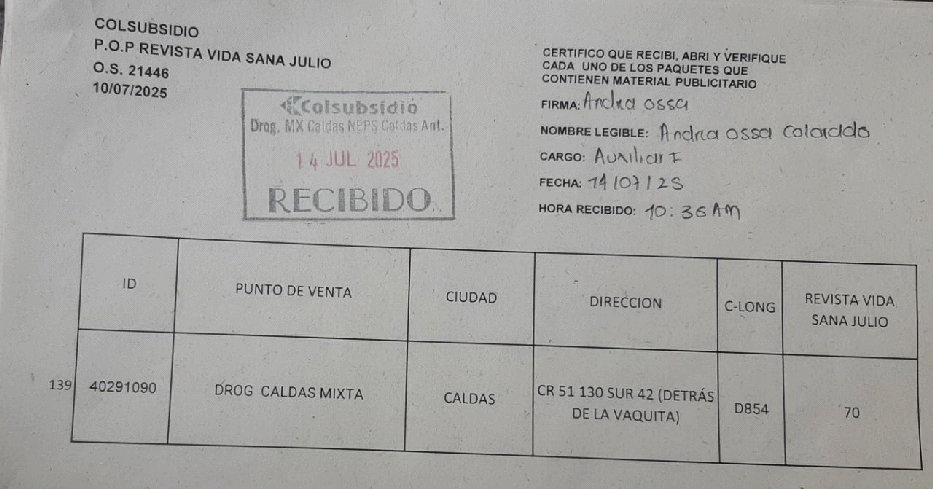 COLSUBSIDIO
P.O.P REVISTA VIDA SANA JULIO
O.S. 21446
10/07/2025
Colsubsidio
Drog. MX Caldas NEPS Caldas Ant.
14 JUL 2025
RECIBIDO
CERTIFICO QUE RECIBI, ABRI Y VERIFIQUE
CADA UNO DE LOS PAQUETES QUE
CONTIENEN MATERIAL PUBLICITARIO
FIRMA: Andrea ossa
NOMBRE LEGIBLE: Andrea ossa Colorado
CARGO: Auxiliar I
FECHA: 14/07/25
HORA RECIBIDO: 10:36 AM
ID PUNTO DE VENTA CIUDAD DIRECCION C-LONG REVISTA VIDA
SANA JULIO
139 40291090 DROG CALDAS MIXTA CALDAS CR 51 130 SUR 42 (DETRÁS
DE LA VAQUITA) D854 70